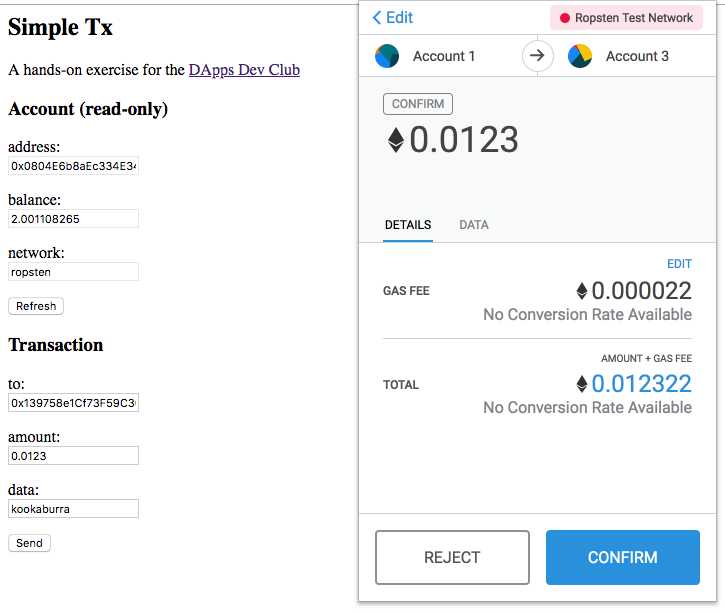 Simple Tx
A hands-on exercise for the DApps Dev Club
Account (read-only)
address:
0x0804E6b8aEc334E34
balance:
2.001108265
network:
ropsten
Refresh
Transaction
to:
0x139758e1Cf73F59C3
amount:
0.0123
data:
kookaburra
Send
Edit
Ropsten Test Network
Account 1
Account 3
CONFIRM
0.0123
DETAILS
DATA
EDIT
GAS FEE
0.000022
No Conversion Rate Available
AMOUNT + GAS FEE
TOTAL
0.012322
No Conversion Rate Available
REJECT
CONFIRM